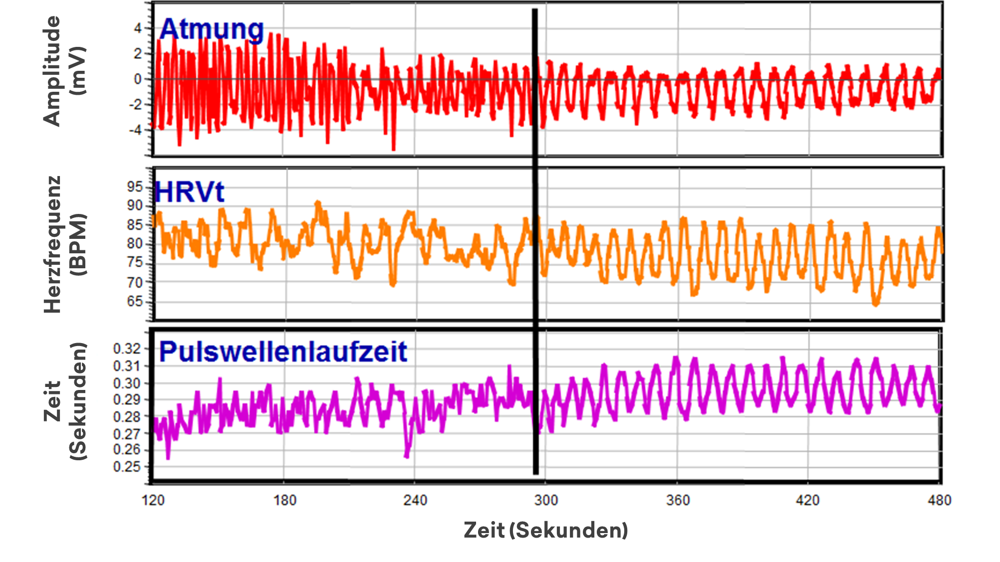 Amplitude
(mV)
Atmung
4
2
0
-2
-4
Herzfrequenz
(BPM)
HRVt
95
90
85
80
75
70
65
Zeit
(Sekunden)
Pulswellenlaufzeit
0.32
0.31
0.30
0.29
0.28
0.27
0.26
0.25
120 180 240 300 360 420 480
Zeit (Sekunden)